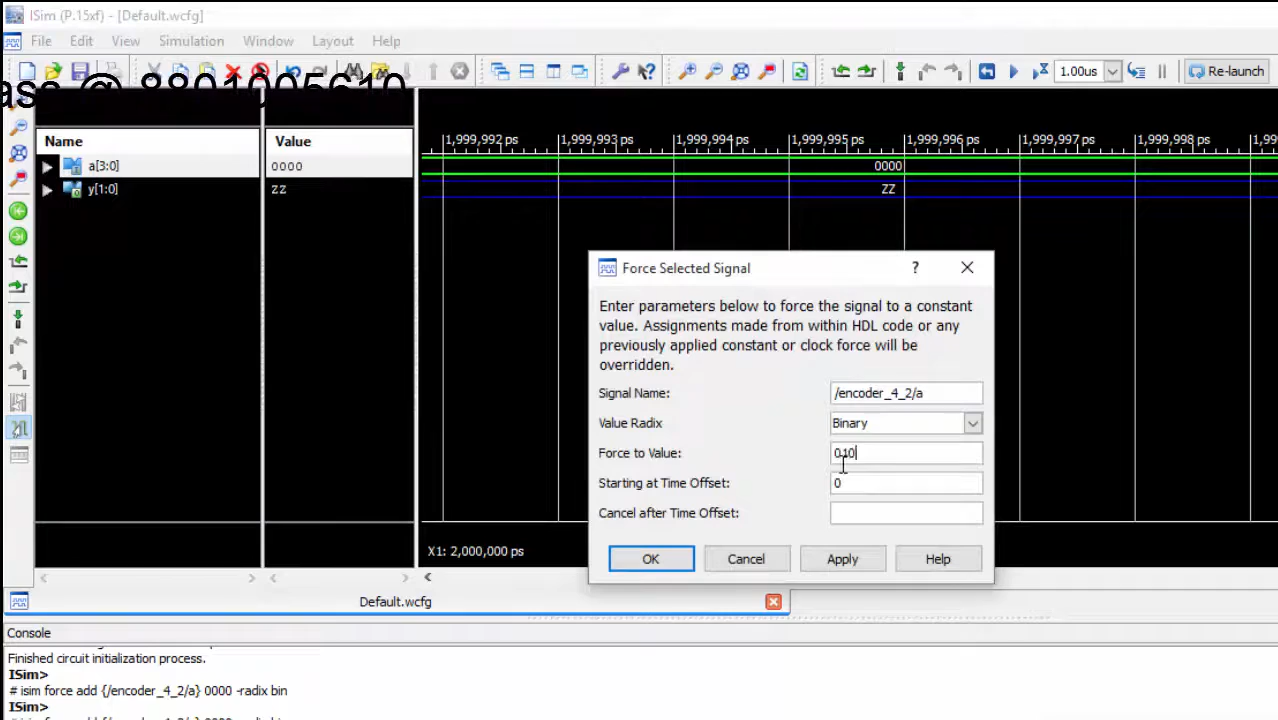 ISim (P.15xf) - [Default.wcfg]
File Edit View Simulation Window Layout Help
ass @ 8801005610
1.00us Re-launch
Name Value
1,999,992 ps 1,999,993 ps 1,999,994 ps 1,999,995 ps 1,999,996 ps 1,999,997 ps 1,999,998 ps 1,9
a[3:0] 0000 0000
y[1:0] ZZ ZZ
Force Selected Signal ?
Enter parameters below to force the signal to a constant
value. Assignments made from within HDL code or any
previously applied constant or clock force will be
overridden.
Signal Name: /encoder_4_2/a
Value Radix Binary
Force to Value: 010
Starting at Time Offset: 0
Cancel after Time Offset:
OK Cancel Apply Help
X1: 2,000,000 ps
Default.wcfg
Console
Finished circuit initialization process.
ISim>
# isim force add {/encoder_4_2/a} 0000 -radix bin
ISim>